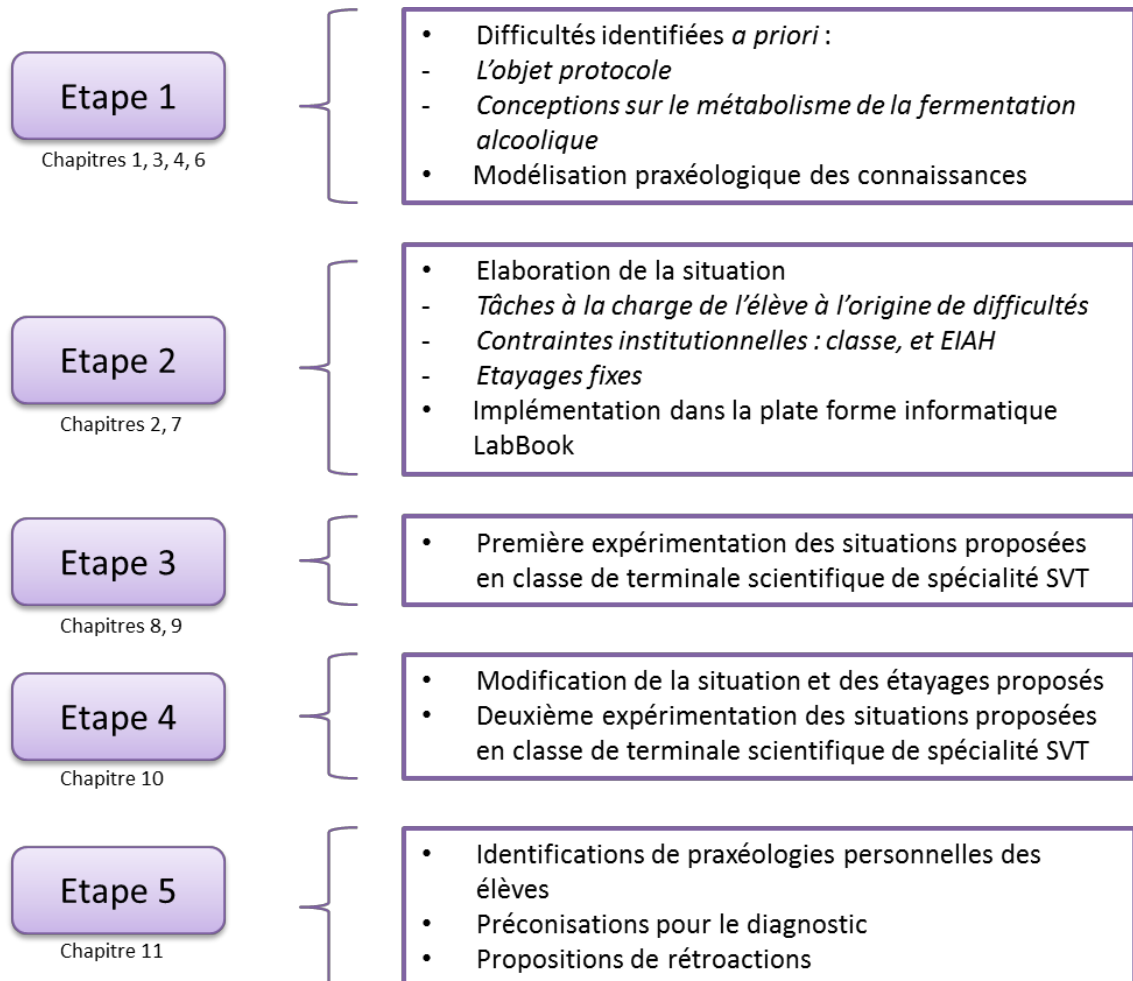 Etape 1
Chapitres 1, 3, 4, 6
• Difficultés identifiées a priori :
- L'objet protocole
- Conceptions sur le métabolisme de la fermentation
alcoolique
• Modélisation praxéologique des connaissances
Etape 2
Chapitres 2, 7
• Elaboration de la situation
- Tâches à la charge de l'élève à l'origine de difficultés
- Contraintes institutionnelles : classe, et EIAH
- Etayages fixes
• Implémentation dans la plate forme informatique
LabBook
Etape 3
Chapitres 8, 9
• Première expérimentation des situations proposées
en classe de terminale scientifique de spécialité SVT
Etape 4
Chapitre 10
• Modification de la situation et des étayages proposés
• Deuxième expérimentation des situations proposées
en classe de terminale scientifique de spécialité SVT
Etape 5
Chapitre 11
• Identifications de praxéologies personnelles des
élèves
• Préconisations pour le diagnostic
• Propositions de rétroactions